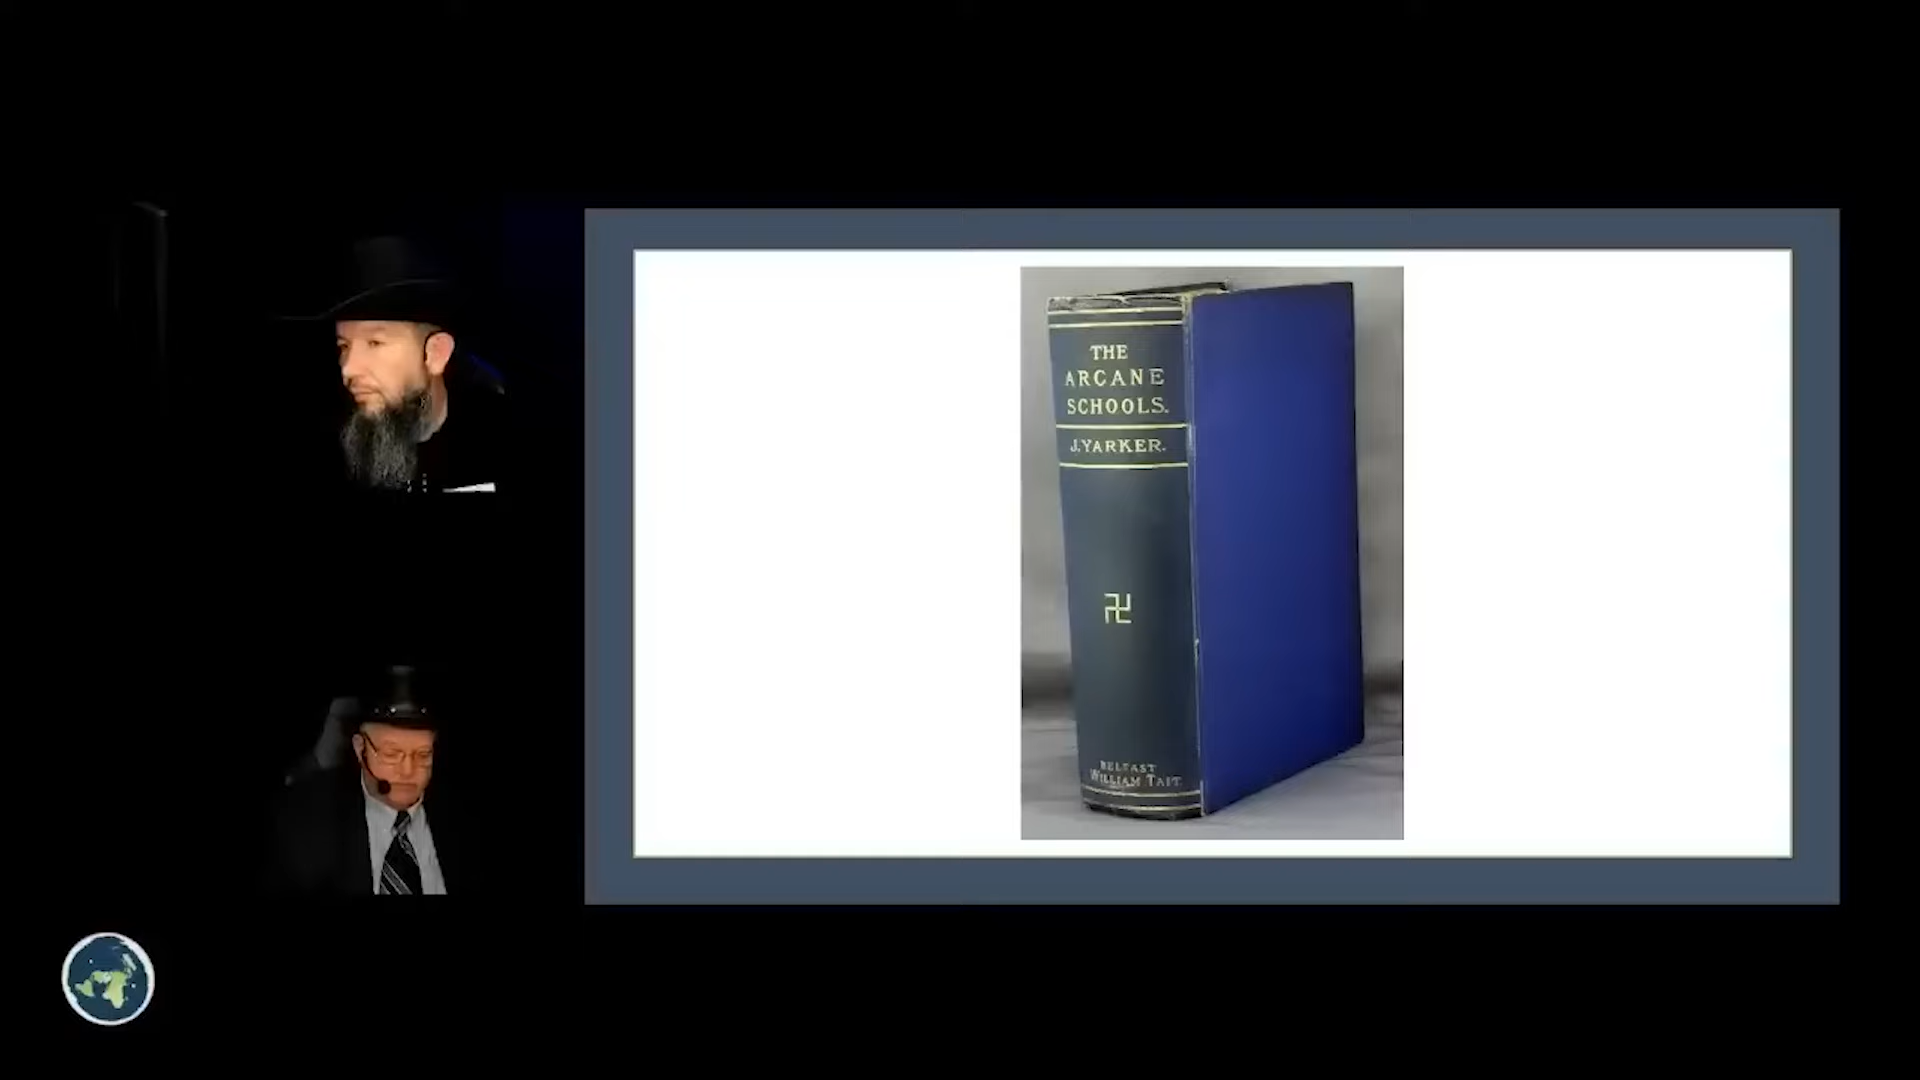 THE
ARCANE
SCHOOLS.
J. YARKER.
BELFAST
WILLIAM TAIT